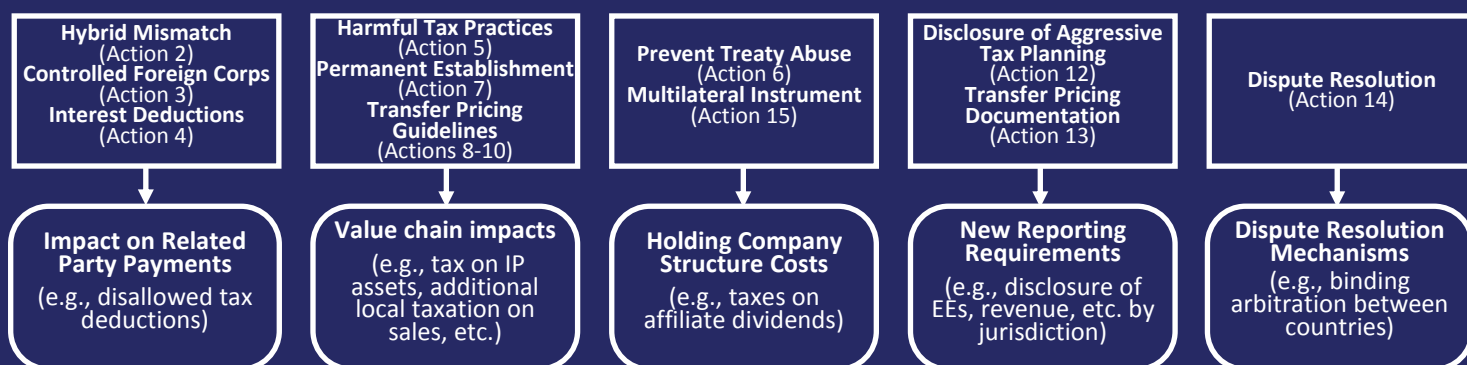 Hybrid Mismatch
(Action 2)
Controlled Foreign Corps
(Action 3)
Interest Deductions
(Action 4)
Harmful Tax Practices
(Action 5)
Permanent Establishment
(Action 7)
Transfer Pricing
Guidelines
(Actions 8-10)
Prevent Treaty Abuse
(Action 6)
Multilateral Instrument
(Action 15)
Disclosure of Aggressive
Tax Planning
(Action 12)
Transfer Pricing
Documentation
(Action 13)
Dispute Resolution
(Action 14)
Impact on Related
Party Payments
(e.g., disallowed tax
deductions)
Value chain impacts
(e.g., tax on IP
assets, additional
local taxation on
sales, etc.)
Holding Company
Structure Costs
(e.g., taxes on
affiliate dividends)
New Reporting
Requirements
(e.g., disclosure of
EEs, revenue, etc. by
jurisdiction)
Dispute Resolution
Mechanisms
(e.g., binding
arbitration between
countries)